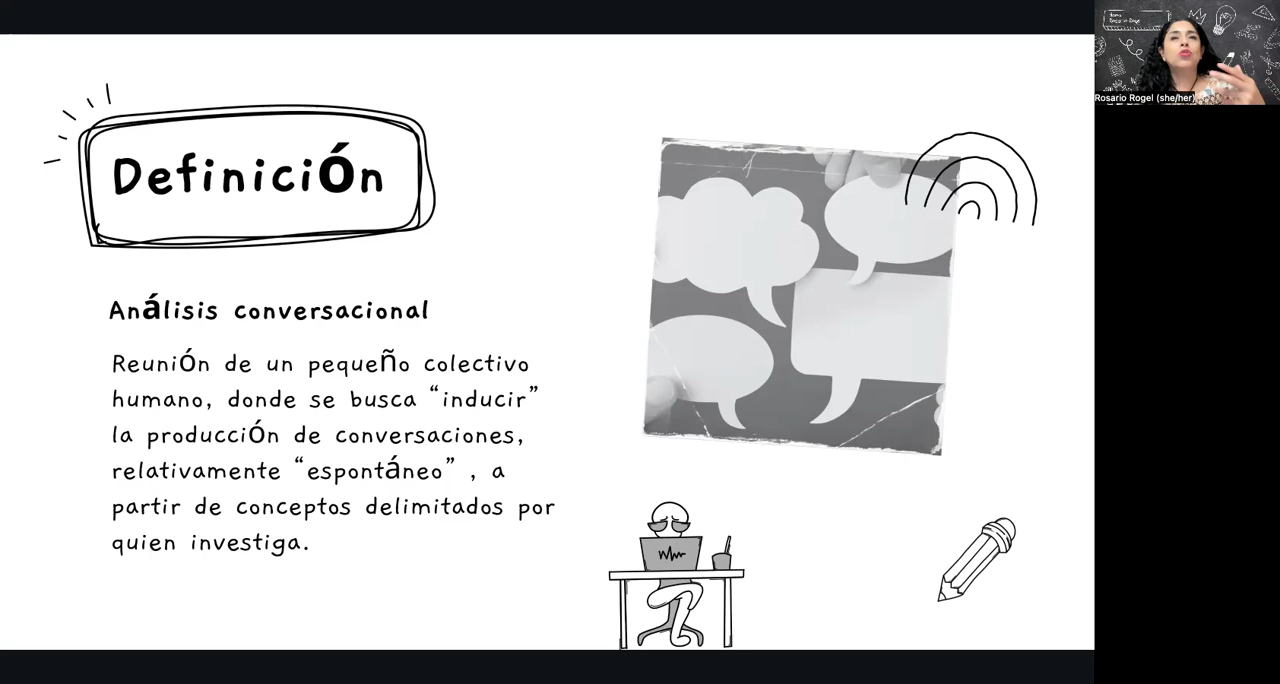 Definición
Análisis conversacional
Reunión de un pequeño colectivo
humano, donde se busca “inducir”
la producción de conversaciones,
relativamente “espontáneo” , a
partir de conceptos delimitados por
quien investiga.
Rosario Rogel (she/her)